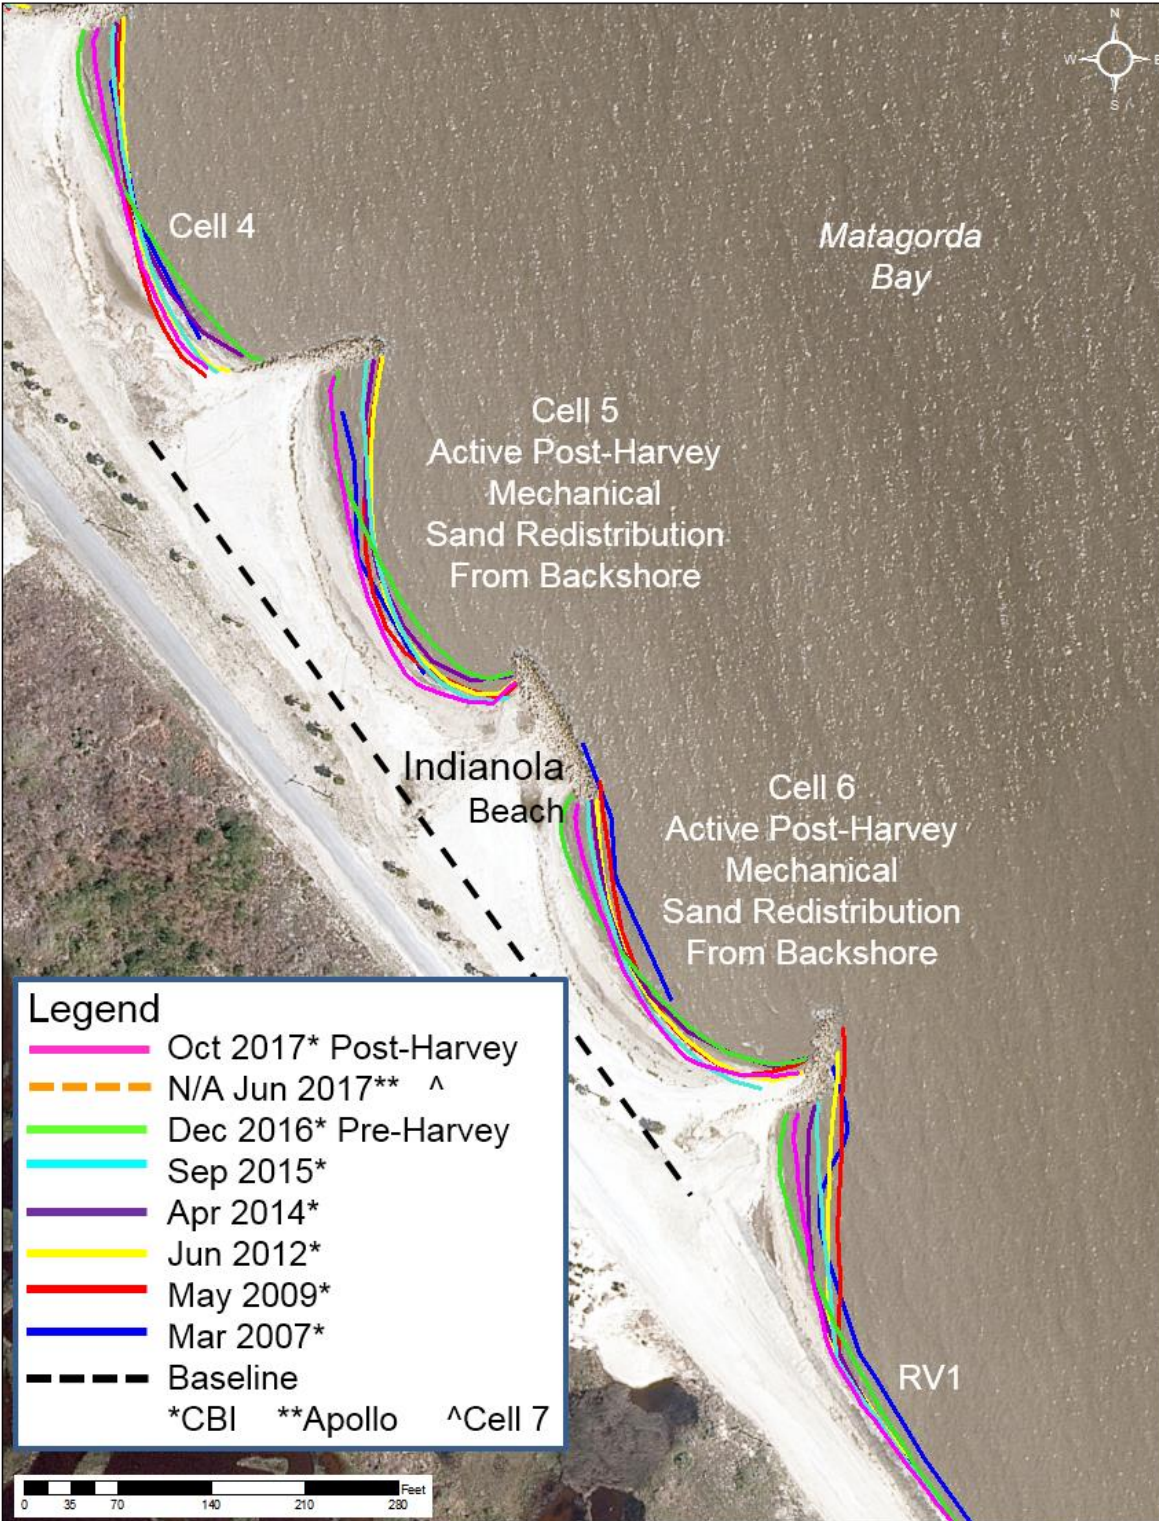 N
W
E
S
Cell 4
Matagorda
Bay
Cell 5
Active Post-Harvey
Mechanical
Sand Redistribution
From Backshore
Indianola
Beach
Cell 6
Active Post-Harvey
Mechanical
Sand Redistribution
From Backshore
RV1
Legend
Oct 2017* Post-Harvey
N/A Jun 2017** ^
Dec 2016* Pre-Harvey
Sep 2015*
Apr 2014*
Jun 2012*
May 2009*
Mar 2007*
Baseline
*CBI **Apollo ^Cell 7
Feet
0 35 70 140 210 280